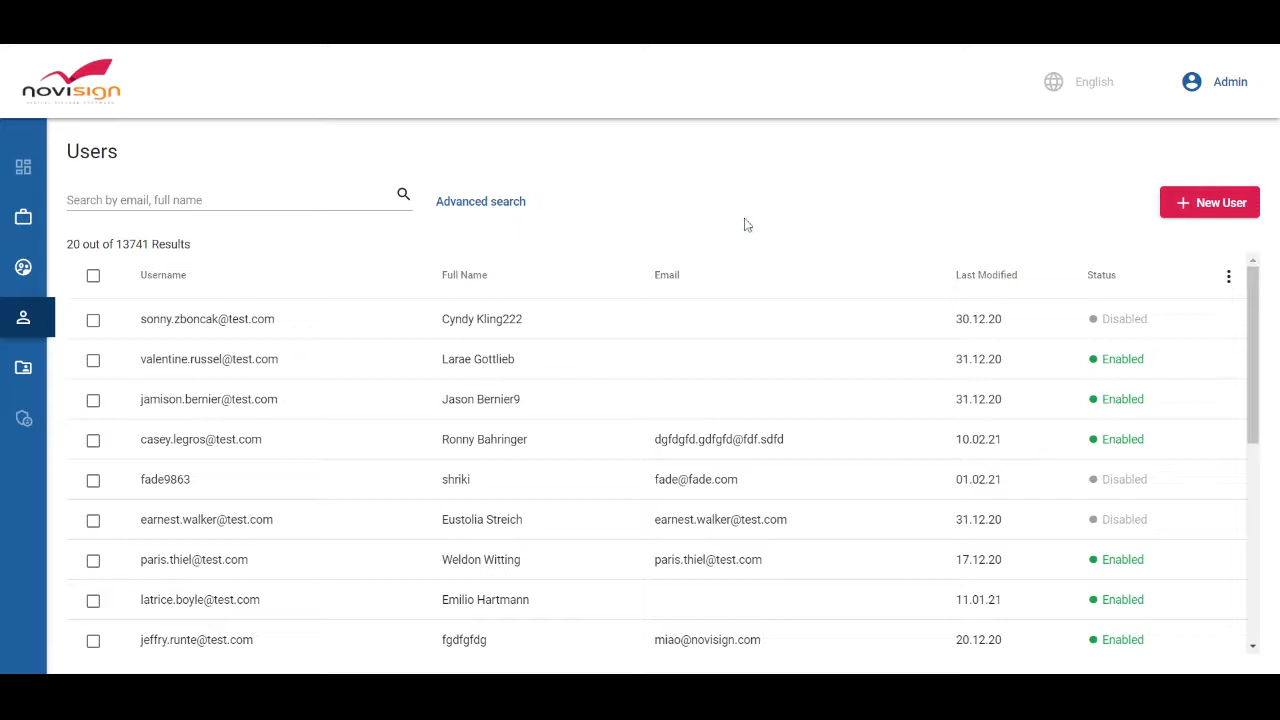 novisign
English
Admin
Users
Search by email, full name
Advanced search
+ New User
20 out of 13741 Results
Username Full Name Email Last Modified Status
sonny.zboncak@test.com Cyndy Kling222 30.12.20 Disabled
valentine.russel@test.com Larae Gottlieb 31.12.20 Enabled
jamison.bernier@test.com Jason Bernier9 31.12.20 Enabled
casey.legros@test.com Ronny Bahringer dgfdgfd.gdfgfd@fdf.sdfd 10.02.21 Enabled
fade9863 shriki fade@fade.com 01.02.21 Disabled
earnest.walker@test.com Eustolia Streich earnest.walker@test.com 31.12.20 Disabled
paris.thiel@test.com Weldon Witting paris.thiel@test.com 17.12.20 Enabled
latrice.boyle@test.com Emilio Hartmann 11.01.21 Enabled
jeffry.runte@test.com fgdfgfdg miao@novisign.com 20.12.20 Enabled